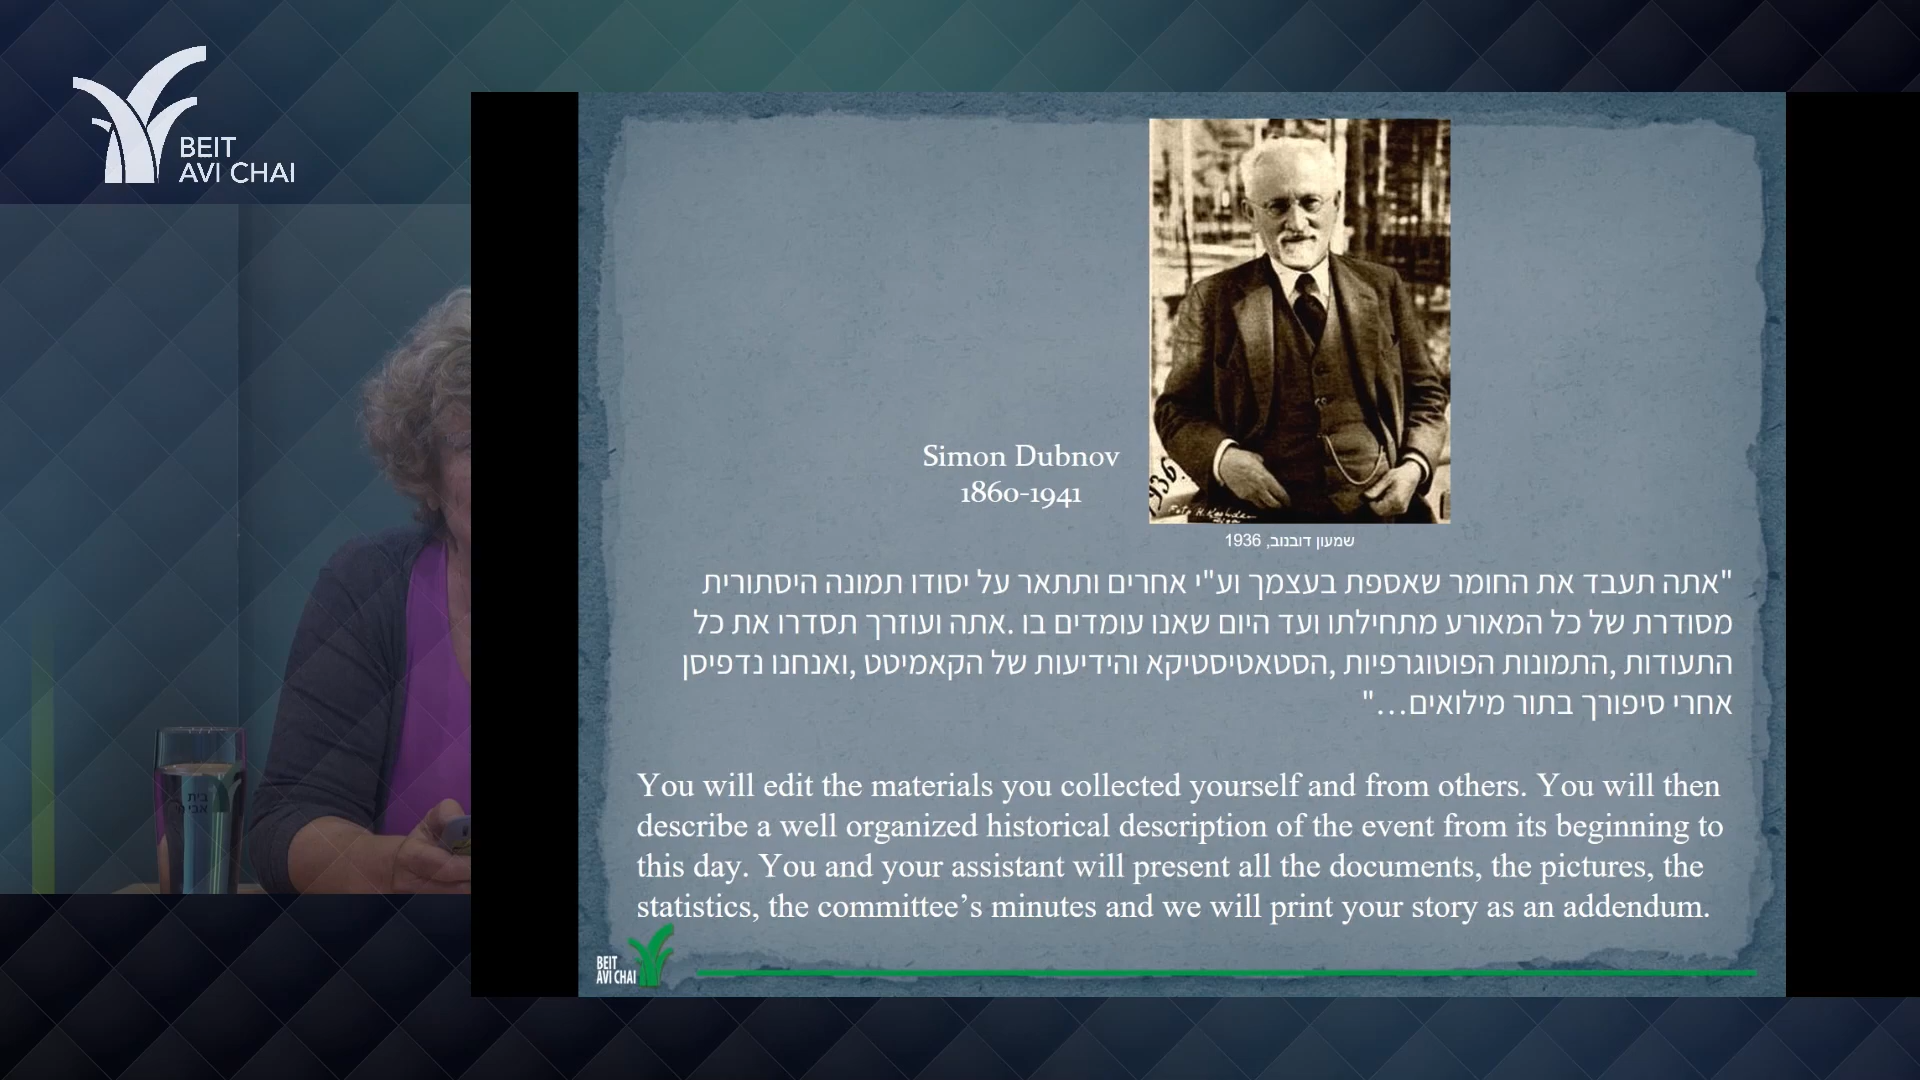 BEIT
AVI CHAI
Simon Dubnov
1860-1941
1936
שמעון דובנוב, 1936
"אתה תעבד את החומר שאספת בעצמך וע"י אחרים ותתאר על יסודו תמונה היסתורית
מסודרת של כל המאורע מתחילתו ועד היום שאנו עומדים בו .אתה ועוזרך תסדרו את כל
התעודות ,התמונות הפוטוגרפיות ,הסטאטיסטיקא והידיעות של הקאמיטט ,ואנחנו נדפיסן
אחרי סיפורך בתור מילואים..."
You will edit the materials you collected yourself and from others. You will then
describe a well organized historical description of the event from its beginning to
this day. You and your assistant will present all the documents, the pictures, the
statistics, the committee's minutes and we will print your story as an addendum.
BEIT
AVI CHAI
בית